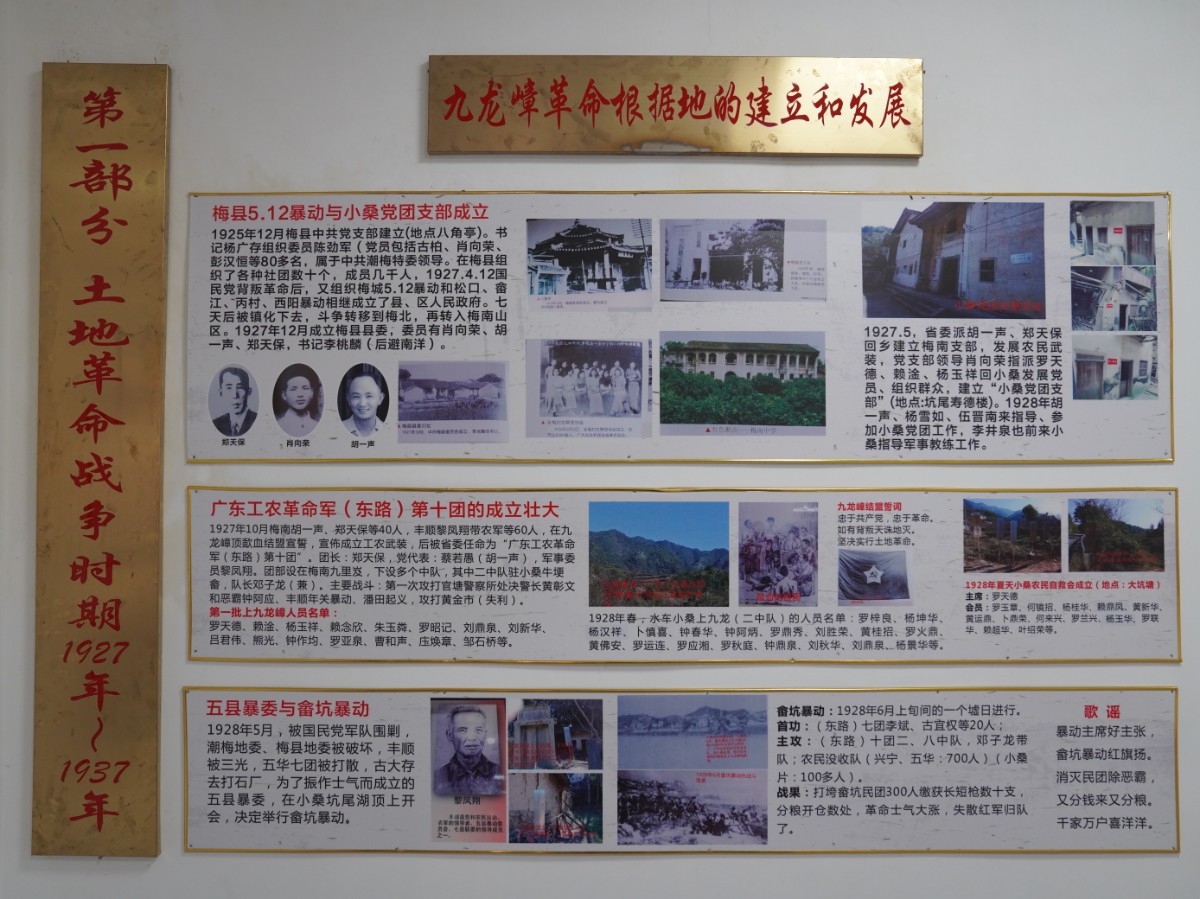 第一部分 土地革命战争时期
1927年~1937年
九龙嶂革命根据地的建立和发展
梅县5.12暴动与小桑党团支部成立
1925年12月梅县中共党支部建立(地点八角亭)。书
记杨广存组织委员陈劲军(党员包括古柏、肖向荣、
彭汉恒等80多名,属于中共潮梅特委领导。在梅县组
织了各种社团数十个,成员几千人,1927.4.12国
民党背叛革命后,又组织梅城5.12暴动和松口、畲
江、丙村、西阳暴动相继成立了县、区人民政府。七
天后被镇化下去,斗争转移到梅北,再转入梅南山
区。1927年12月成立梅县县委,委员有肖向荣、胡
一声、郑天保,书记李桃麟(后避南洋)。
郑天保
肖向荣
胡一声
1927.5,省委派胡一声、郑天保
回乡建立梅南支部,发展农民武
装,党支部领导肖向荣指派罗天
德、赖淦、杨玉祥回小桑发展党
员、组织群众,建立“小桑党团支
部”(地点:坑尾寿德楼)。1928年胡
一声、杨雪如、伍晋南来指导、参
加小桑党团工作,李井泉也前来小
桑指导军事教练工作。
广东工农革命军(东路)第十团的成立壮大
1927年10月梅南胡一声、郑天保等40人,丰顺黎凤翔带农军等60人,在九
龙嶂顶歃血结盟宣誓,宣佈成立工农武装,后被省委任命为“广东工农革命
军(东路)第十团”。团长:郑天保,党代表:蔡若愚(胡一声),军事委
员黎凤翔。团部设在梅南九里岌,下设多个中队,其中二中队驻小桑牛埂
畲,队长邓子龙(兼)。主要战斗:第一次攻打官塘警察所处决警长黄彰文
和恶霸钟阿应、丰顺年关暴动、潘田起义,攻打黄金市(失利)。
第一批上九龙嶂人员名单:
罗天德、赖淦、杨玉祥、赖念欣、朱玉粦、罗昭记、刘鼎泉、刘新华、
吕君伟、熊光、钟作均、罗亚泉、曹和声、压焕章、邹石桥等。
九龙嶂结盟誓词
忠于共产党,忠于革命。
如有背叛天诛地灭。
坚决实行土地革命。
1928年春,水车小桑上九龙(二中队)的人员名单:罗梓良、杨坤华、
杨汉祥、卜慎喜、钟春华、钟阿炳、罗鼎秀、刘胜荣、黄桂招、罗火鼎、
黄佛安、罗运连、罗应湘、罗秋庭、钟鼎泉、刘秋华、刘鼎泉、杨景华等。
1928年夏天小桑农民自救会成立(地点:大坑塘)
主席:罗天德
会员:罗玉章、何镇招、杨桂华、赖鼎凤、黄新华、
黄运鼎、卜鼎荣、何来兴、罗兰兴、杨玉华、罗联
华、赖超华、叶绍荣等。
五县暴委与畲坑暴动
1928年5月,被国民党军队围剿,
潮梅地委、梅县地委被破坏,丰顺
被三光,五华七团被打散,古大存
去打石厂,为了振作士气而成立的
五县暴委,在小桑坑尾湖顶上开
会,决定举行畲坑暴动。
黎凤翔
畲坑暴动:1928年6月上旬间的一个墟日进行。
首功:(东路)七团李斌、古宜权等20人;
主攻:(东路)十团二、八中队,邓子龙带
队;农民没收队(兴宁、五华:700人)(小桑
片:100多人)。
战果:打垮畲坑民团300人缴获长短枪数十支,
分粮开仓数处,革命士气大涨,失散红军归队
了。
歌谣
暴动主席好主张,
畲坑暴动红旗扬。
消灭民团除恶霸,
又分钱来又分粮。
千家万户喜洋洋。